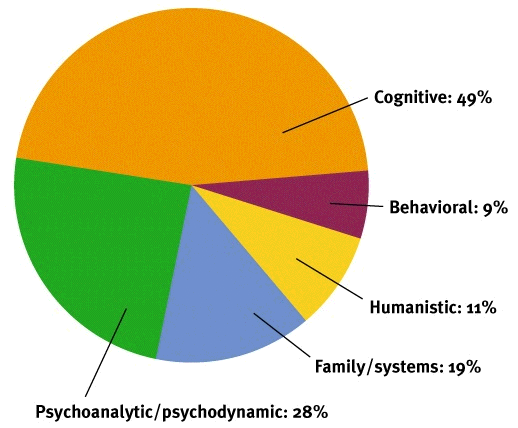 Cognitive: 49%
Behavioral: 9%
Humanistic: 11%
Family/systems: 19%
Psychoanalytic/psychodynamic: 28%